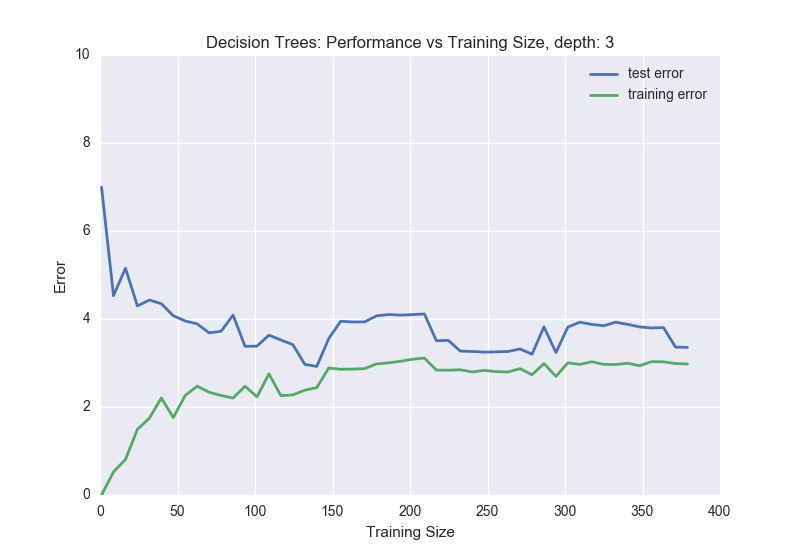 Decision Trees: Performance vs Training Size, depth: 3
10
test error
training error
8
6
Error
4
2
0
0 50 100 150 200 250 300 350 400
Training Size